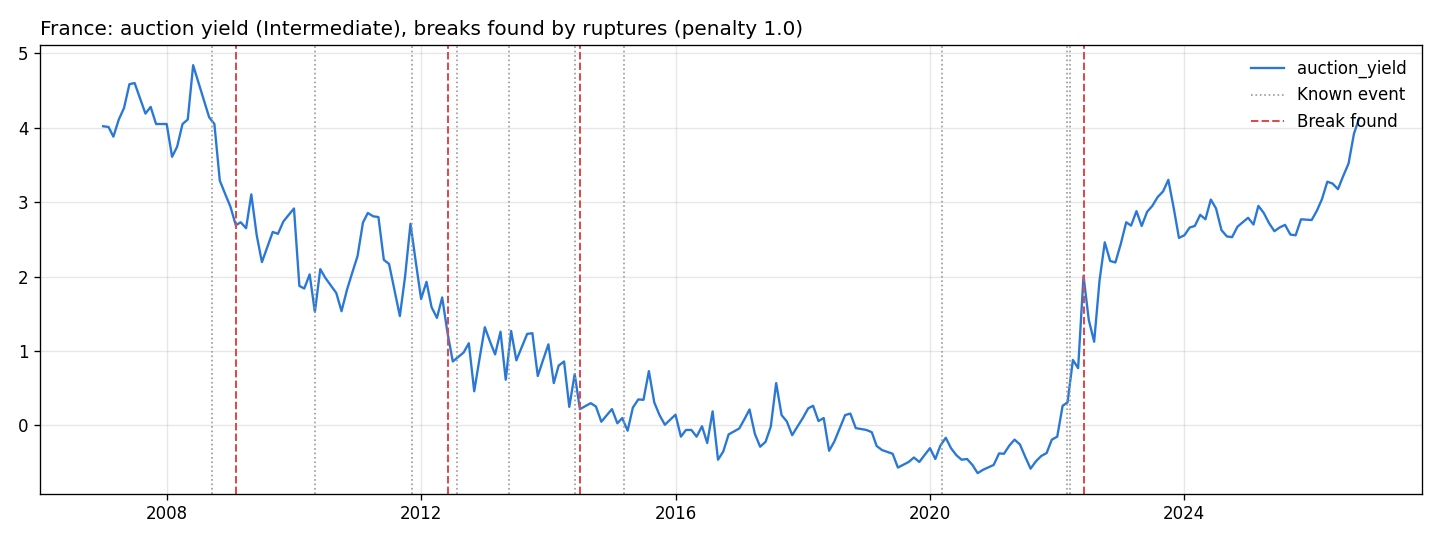 France: auction yield (Intermediate), breaks found by ruptures (penalty 1.0)
5
4
3
2
1
0
auction_yield
Known event
Break found
2008 2012 2016 2020 2024